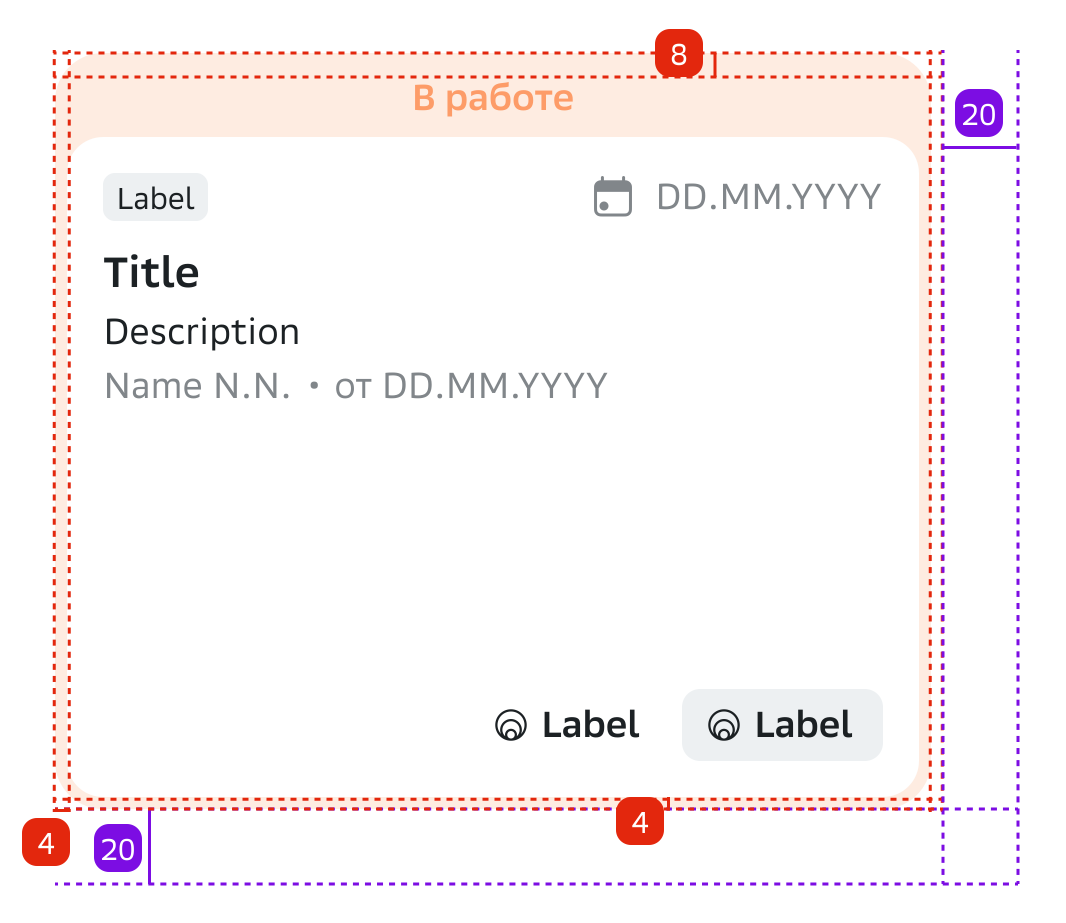 8
В работе
20
Label
DD.MM.YYYY
Title
Description
Name N.N. • от DD.MM.YYYY
Label
Label
4
20
4